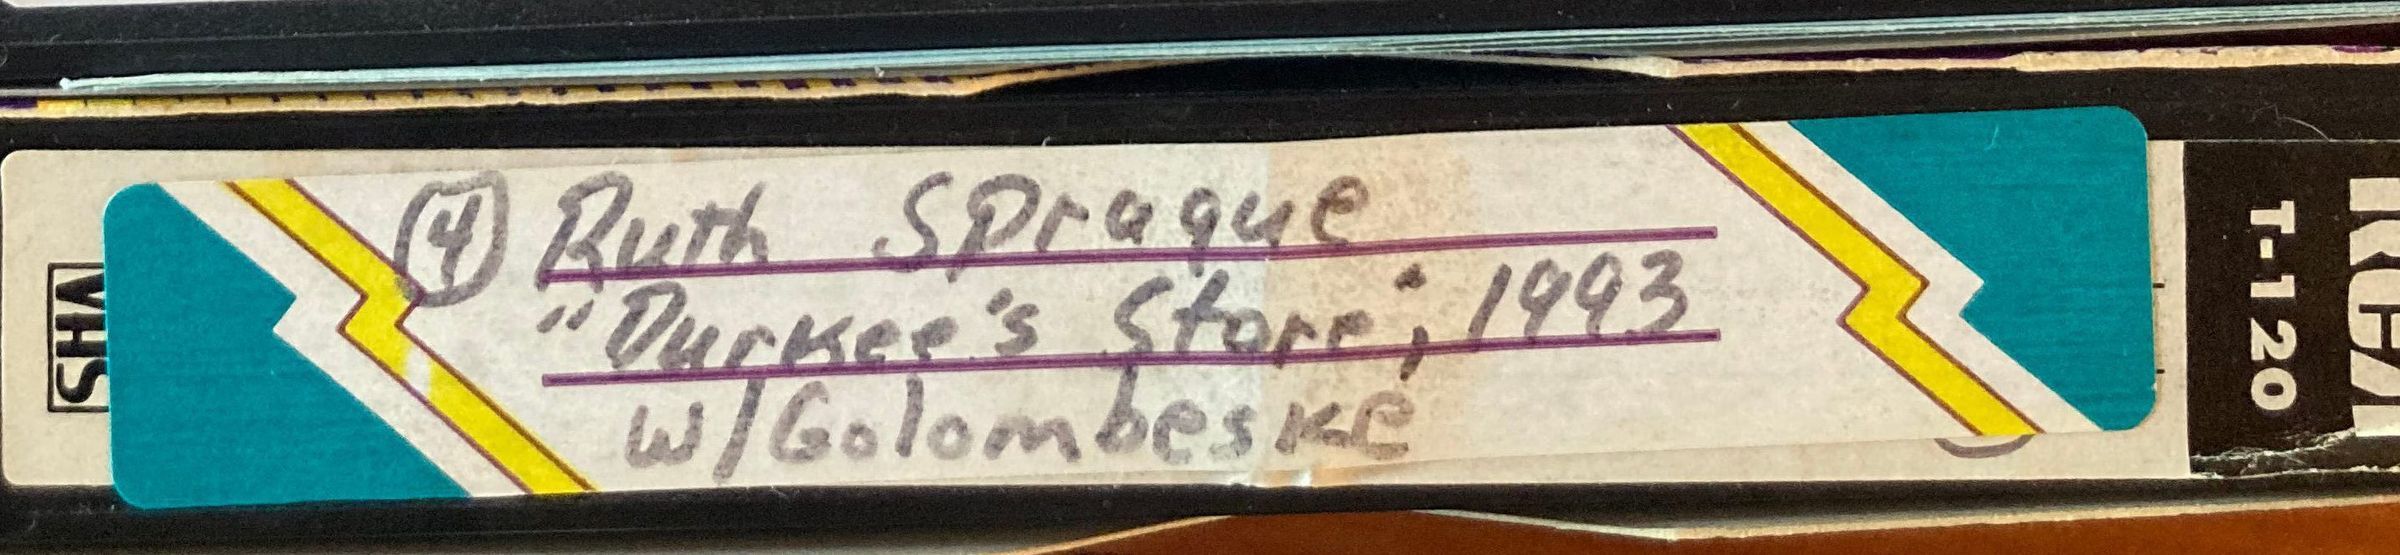 VHS
④ Ruth Sprague
"Durkee's Store", 1993
w/Golombeske
RCA
T-120